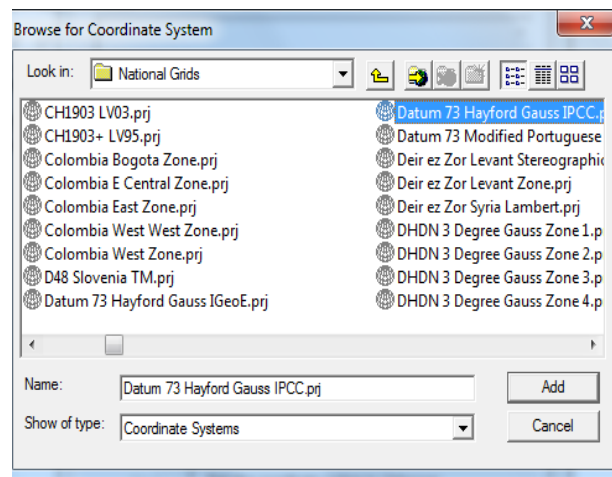 Browse for Coordinate System
Look in: National Grids
CH1903 LV03.prj
CH1903+ LV95.prj
Colombia Bogota Zone.prj
Colombia E Central Zone.prj
Colombia East Zone.prj
Colombia West West Zone.prj
Colombia West Zone.prj
D48 Slovenia TM.prj
Datum 73 Hayford Gauss IGeoE.prj
Datum 73 Hayford Gauss IPCC.p
Datum 73 Modified Portuguese
Deir ez Zor Levant Stereographic
Deir ez Zor Levant Zone.prj
Deir ez Zor Syria Lambert.prj
DHDN 3 Degree Gauss Zone 1.p
DHDN 3 Degree Gauss Zone 2.p
DHDN 3 Degree Gauss Zone 3.p
DHDN 3 Degree Gauss Zone 4.p
Name: Datum 73 Hayford Gauss IPCC.prj Add
Show of type: Coordinate Systems Cancel